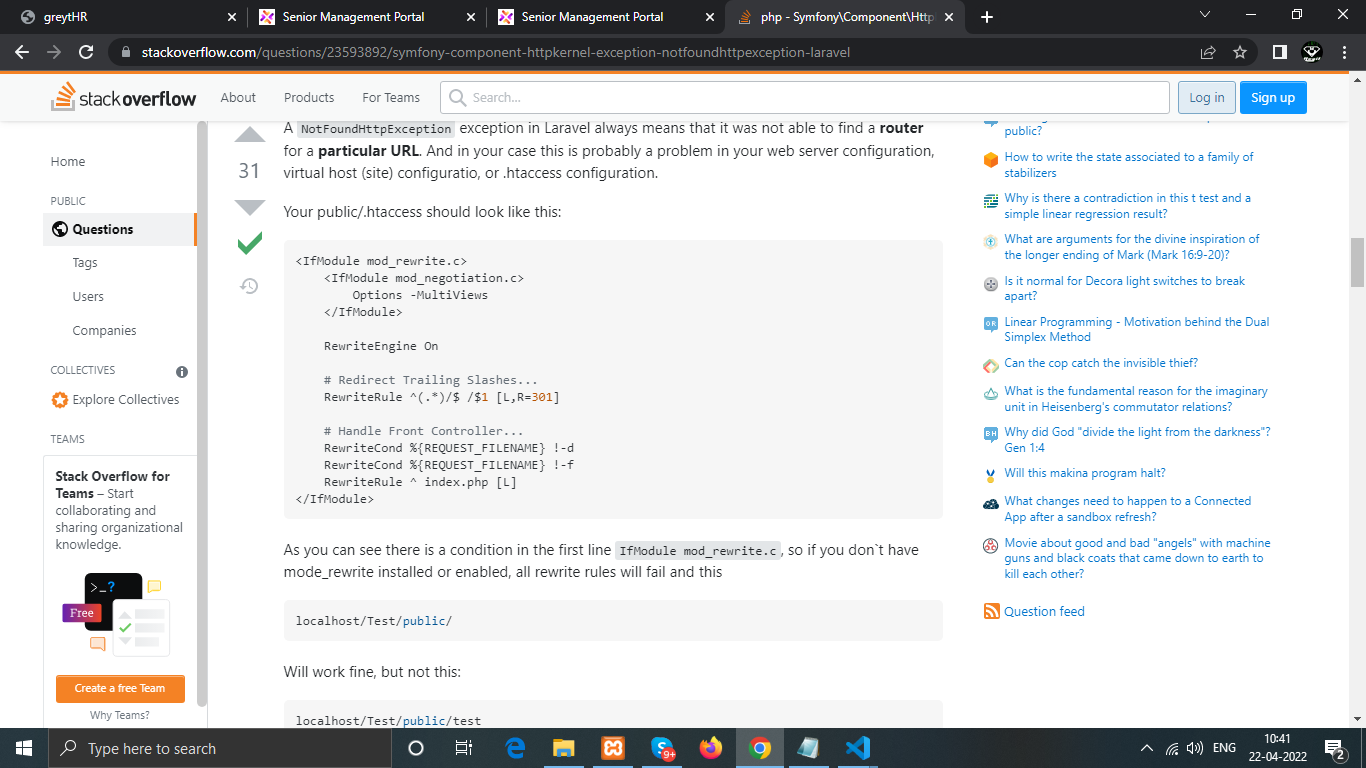 greytHR
Senior Management Portal
Senior Management Portal
php - Symfony\Component\Http
stackoverflow.com/questions/23593892/symfony-component-httpkernel-exception-notfoundhttpexception-laravel
stack overflow
About
Products
For Teams
Search...
Log in
Sign up
Home
PUBLIC
Questions
Tags
Users
Companies
COLLECTIVES
Explore Collectives
TEAMS
Stack Overflow for
Teams – Start
collaborating and
sharing organizational
knowledge.
>_?
Free
Create a free Team
Why Teams?
31
A NotFoundHttpException exception in Laravel always means that it was not able to find a router
for a particular URL. And in your case this is probably a problem in your web server configuration,
virtual host (site) configuratio, or .htaccess configuration.
Your public/.htaccess should look like this:
<IfModule mod_rewrite.c>
<IfModule mod_negotiation.c>
Options -MultiViews
</IfModule>
RewriteEngine On
# Redirect Trailing Slashes...
RewriteRule ^(.*)/$ /$1 [L,R=301]
# Handle Front Controller...
RewriteCond %{REQUEST_FILENAME} !-d
RewriteCond %{REQUEST_FILENAME} !-f
RewriteRule ^ index.php [L]
</IfModule>
As you can see there is a condition in the first line IfModule mod_rewrite.c, so if you don`t have
mode_rewrite installed or enabled, all rewrite rules will fail and this
localhost/Test/public/
Will work fine, but not this:
localhost/Test/public/test
public?
How to write the state associated to a family of
stabilizers
Why is there a contradiction in this t test and a
simple linear regression result?
What are arguments for the divine inspiration of
the longer ending of Mark (Mark 16:9-20)?
Is it normal for Decora light switches to break
apart?
OR
Linear Programming - Motivation behind the Dual
Simplex Method
Can the cop catch the invisible thief?
What is the fundamental reason for the imaginary
unit in Heisenberg's commutator relations?
BH
Why did God "divide the light from the darkness"?
Gen 1:4
Will this makina program halt?
What changes need to happen to a Connected
App after a sandbox refresh?
Movie about good and bad "angels" with machine
guns and black coats that came down to earth to
kill each other?
Question feed
Type here to search
9+
ENG
10:41
22-04-2022
2